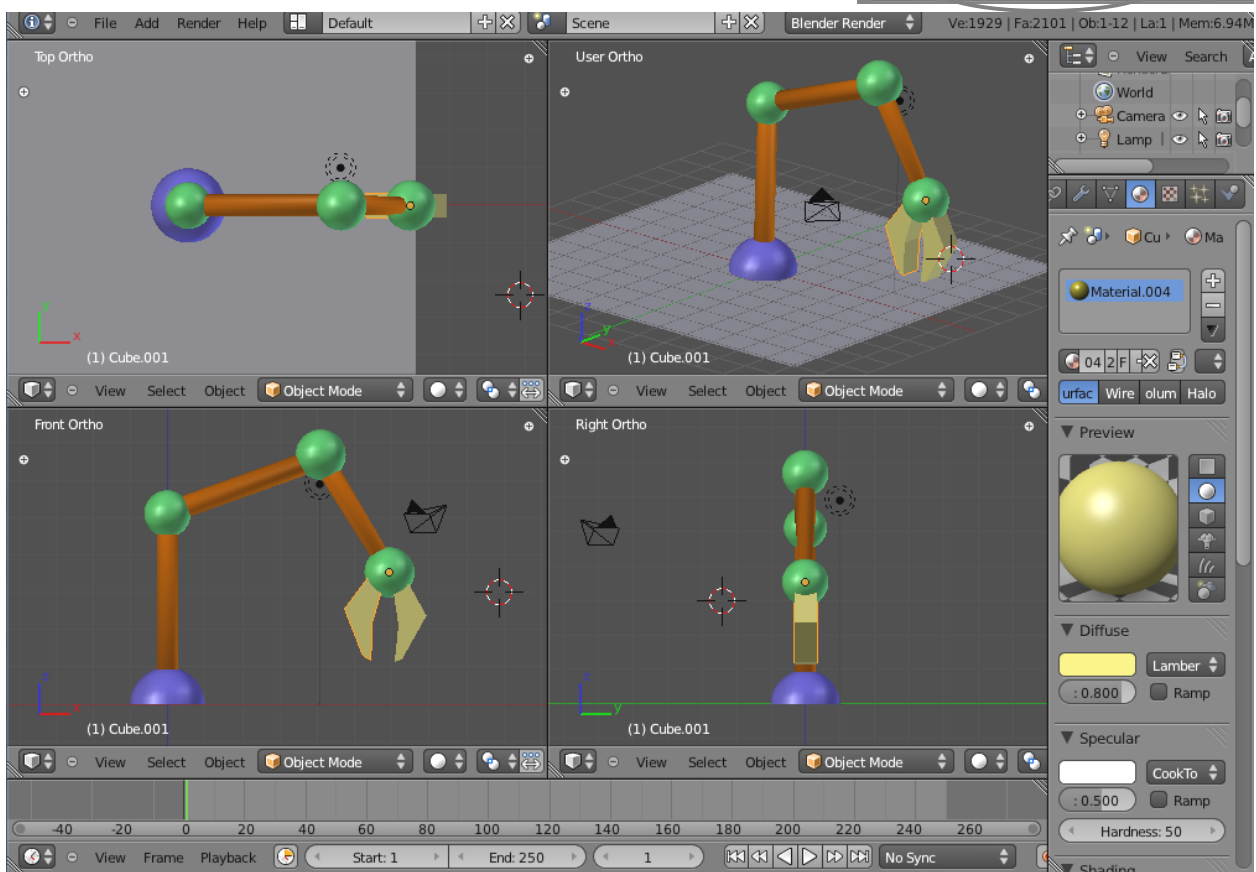 File Add Render Help Default Scene Blender Render Ve:1929 | Fa:2101 | Ob:1-12 | La:1 | Mem:6.94M
Top Ortho
User Ortho
View Search
World
Camera
Lamp
Cu Ma
Material.004
y
x
z
y
x
(1) Cube.001
(1) Cube.001
04 2 F
View Select Object Object Mode
View Select Object Object Mode
urfac Wire olum Halo
Front Ortho
Right Ortho
Preview
Diffuse
Lamber
: 0.800 Ramp
z
x
z
y
(1) Cube.001
(1) Cube.001
Specular
View Select Object Object Mode
View Select Object Object Mode
CookTo
: 0.500 Ramp
-40 -20 0 20 40 60 80 100 120 140 160 180 200 220 240 260
Hardness: 50
View Frame Playback Start: 1 End: 250 1 No Sync
Shading